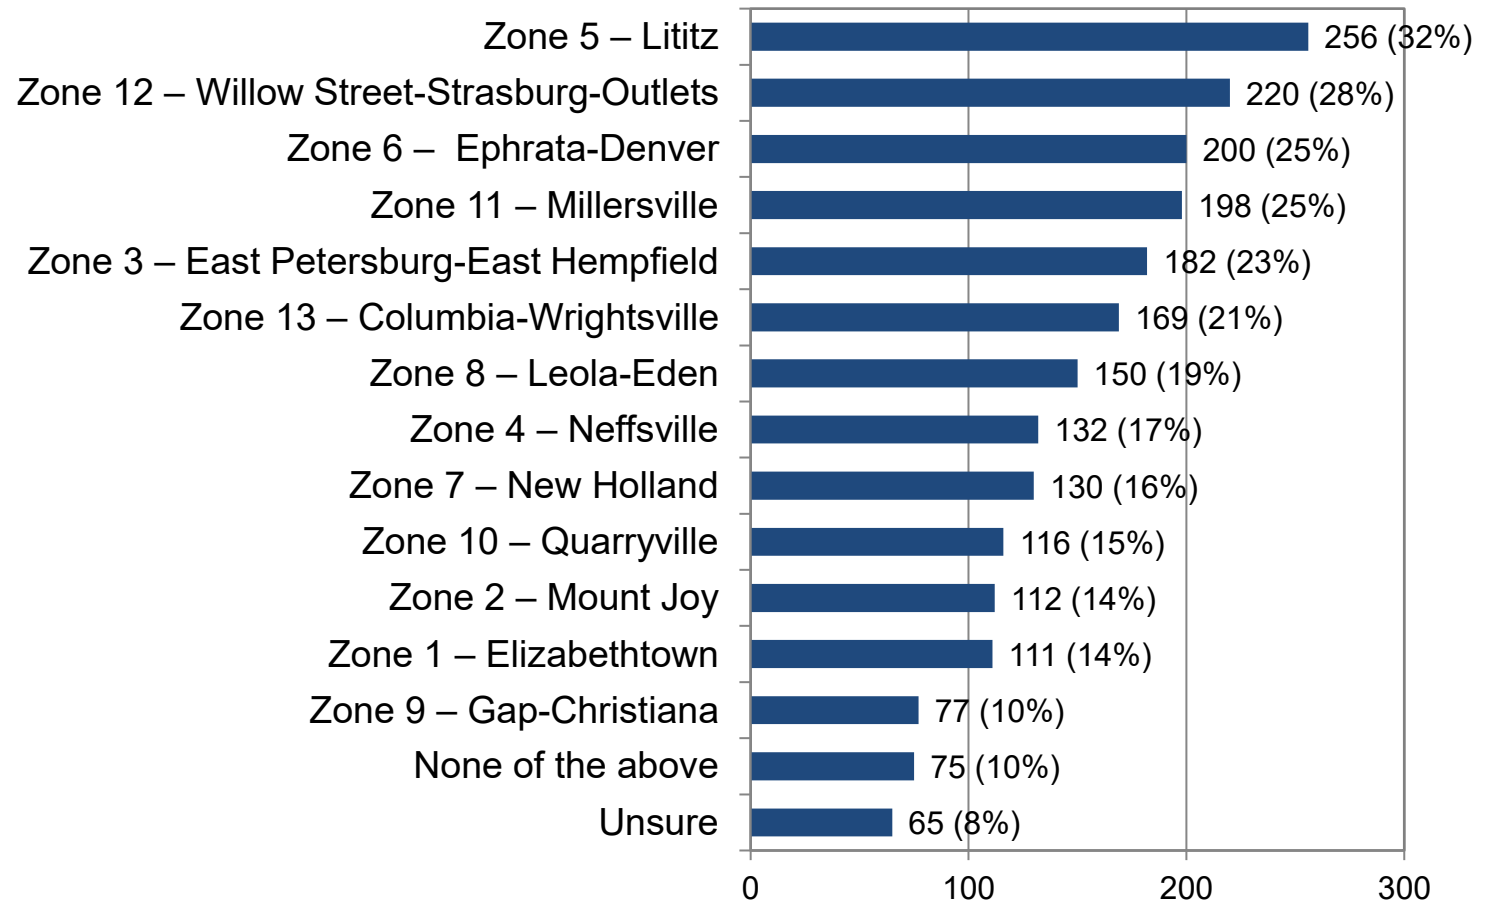 Zone 5 – Lititz 256 (32%)
Zone 12 – Willow Street-Strasburg-Outlets 220 (28%)
Zone 6 –  Ephrata-Denver 200 (25%)
Zone 11 – Millersville 198 (25%)
Zone 3 – East Petersburg-East Hempfield 182 (23%)
Zone 13 – Columbia-Wrightsville 169 (21%)
Zone 8 – Leola-Eden 150 (19%)
Zone 4 – Neffsville 132 (17%)
Zone 7 – New Holland 130 (16%)
Zone 10 – Quarryville 116 (15%)
Zone 2 – Mount Joy 112 (14%)
Zone 1 – Elizabethtown 111 (14%)
Zone 9 – Gap-Christiana 77 (10%)
None of the above 75 (10%)
Unsure 65 (8%)
0 100 200 300